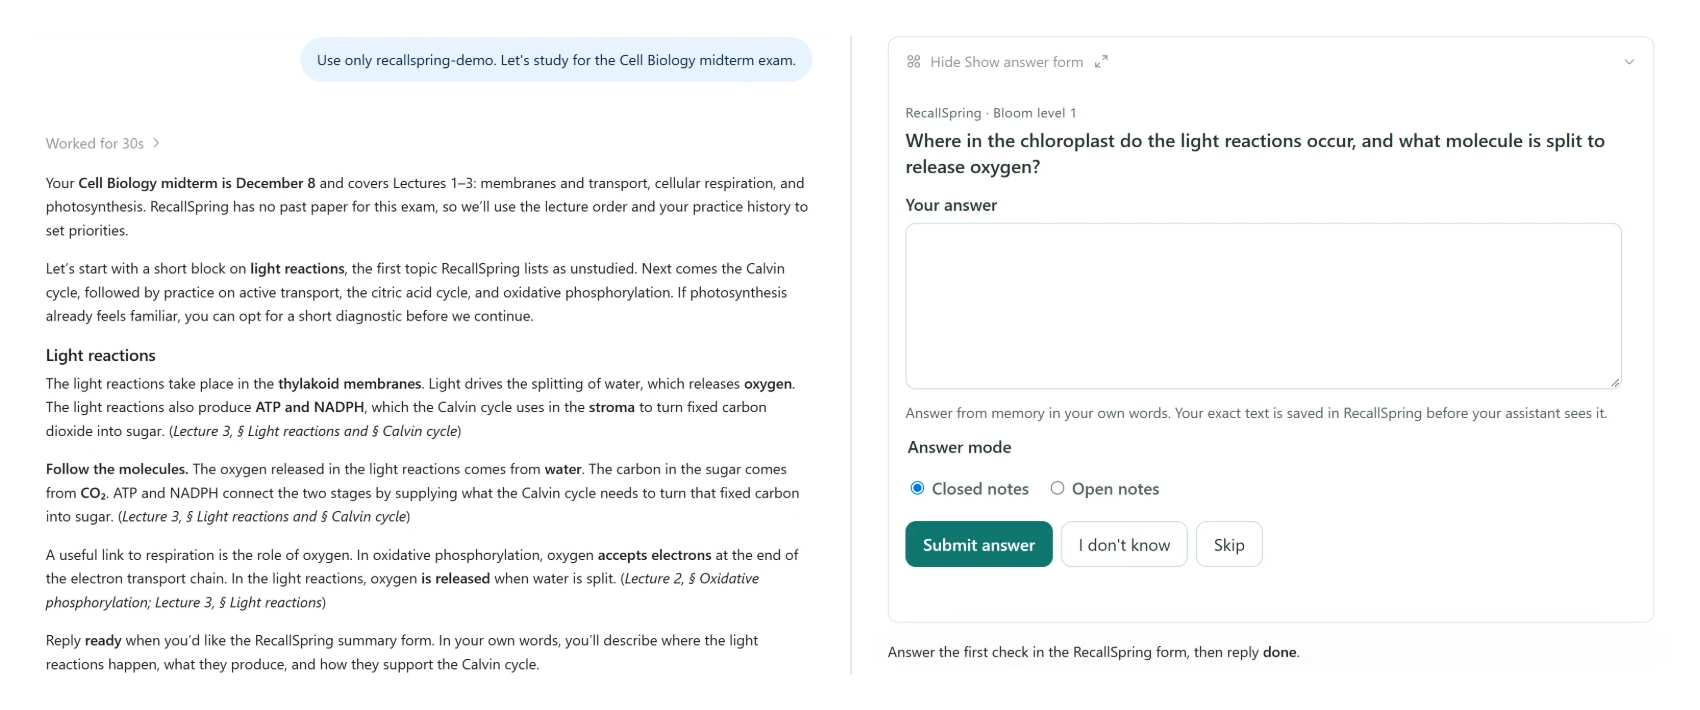 Use only recallspring-demo. Let's study for the Cell Biology midterm exam.
Worked for 30s
Your Cell Biology midterm is December 8 and covers Lectures 1–3: membranes and transport, cellular respiration, and
photosynthesis. RecallSpring has no past paper for this exam, so we’ll use the lecture order and your practice history to
set priorities.
Let’s start with a short block on light reactions, the first topic RecallSpring lists as unstudied. Next comes the Calvin
cycle, followed by practice on active transport, the citric acid cycle, and oxidative phosphorylation. If photosynthesis
already feels familiar, you can opt for a short diagnostic before we continue.
Light reactions
The light reactions take place in the thylakoid membranes. Light drives the splitting of water, which releases oxygen.
The light reactions also produce ATP and NADPH, which the Calvin cycle uses in the stroma to turn fixed carbon
dioxide into sugar. (Lecture 3, § Light reactions and § Calvin cycle)
Follow the molecules. The oxygen released in the light reactions comes from water. The carbon in the sugar comes
from CO₂. ATP and NADPH connect the two stages by supplying what the Calvin cycle needs to turn that fixed carbon
into sugar. (Lecture 3, § Light reactions and § Calvin cycle)
A useful link to respiration is the role of oxygen. In oxidative phosphorylation, oxygen accepts electrons at the end of
the electron transport chain. In the light reactions, oxygen is released when water is split. (Lecture 2, § Oxidative
phosphorylation; Lecture 3, § Light reactions)
Reply ready when you’d like the RecallSpring summary form. In your own words, you’ll describe where the light
reactions happen, what they produce, and how they support the Calvin cycle.
Hide Show answer form
RecallSpring · Bloom level 1
Where in the chloroplast do the light reactions occur, and what molecule is split to
release oxygen?
Your answer
Answer from memory in your own words. Your exact text is saved in RecallSpring before your assistant sees it.
Answer mode
Closed notes Open notes
Submit answer I don't know Skip
Answer the first check in the RecallSpring form, then reply done.